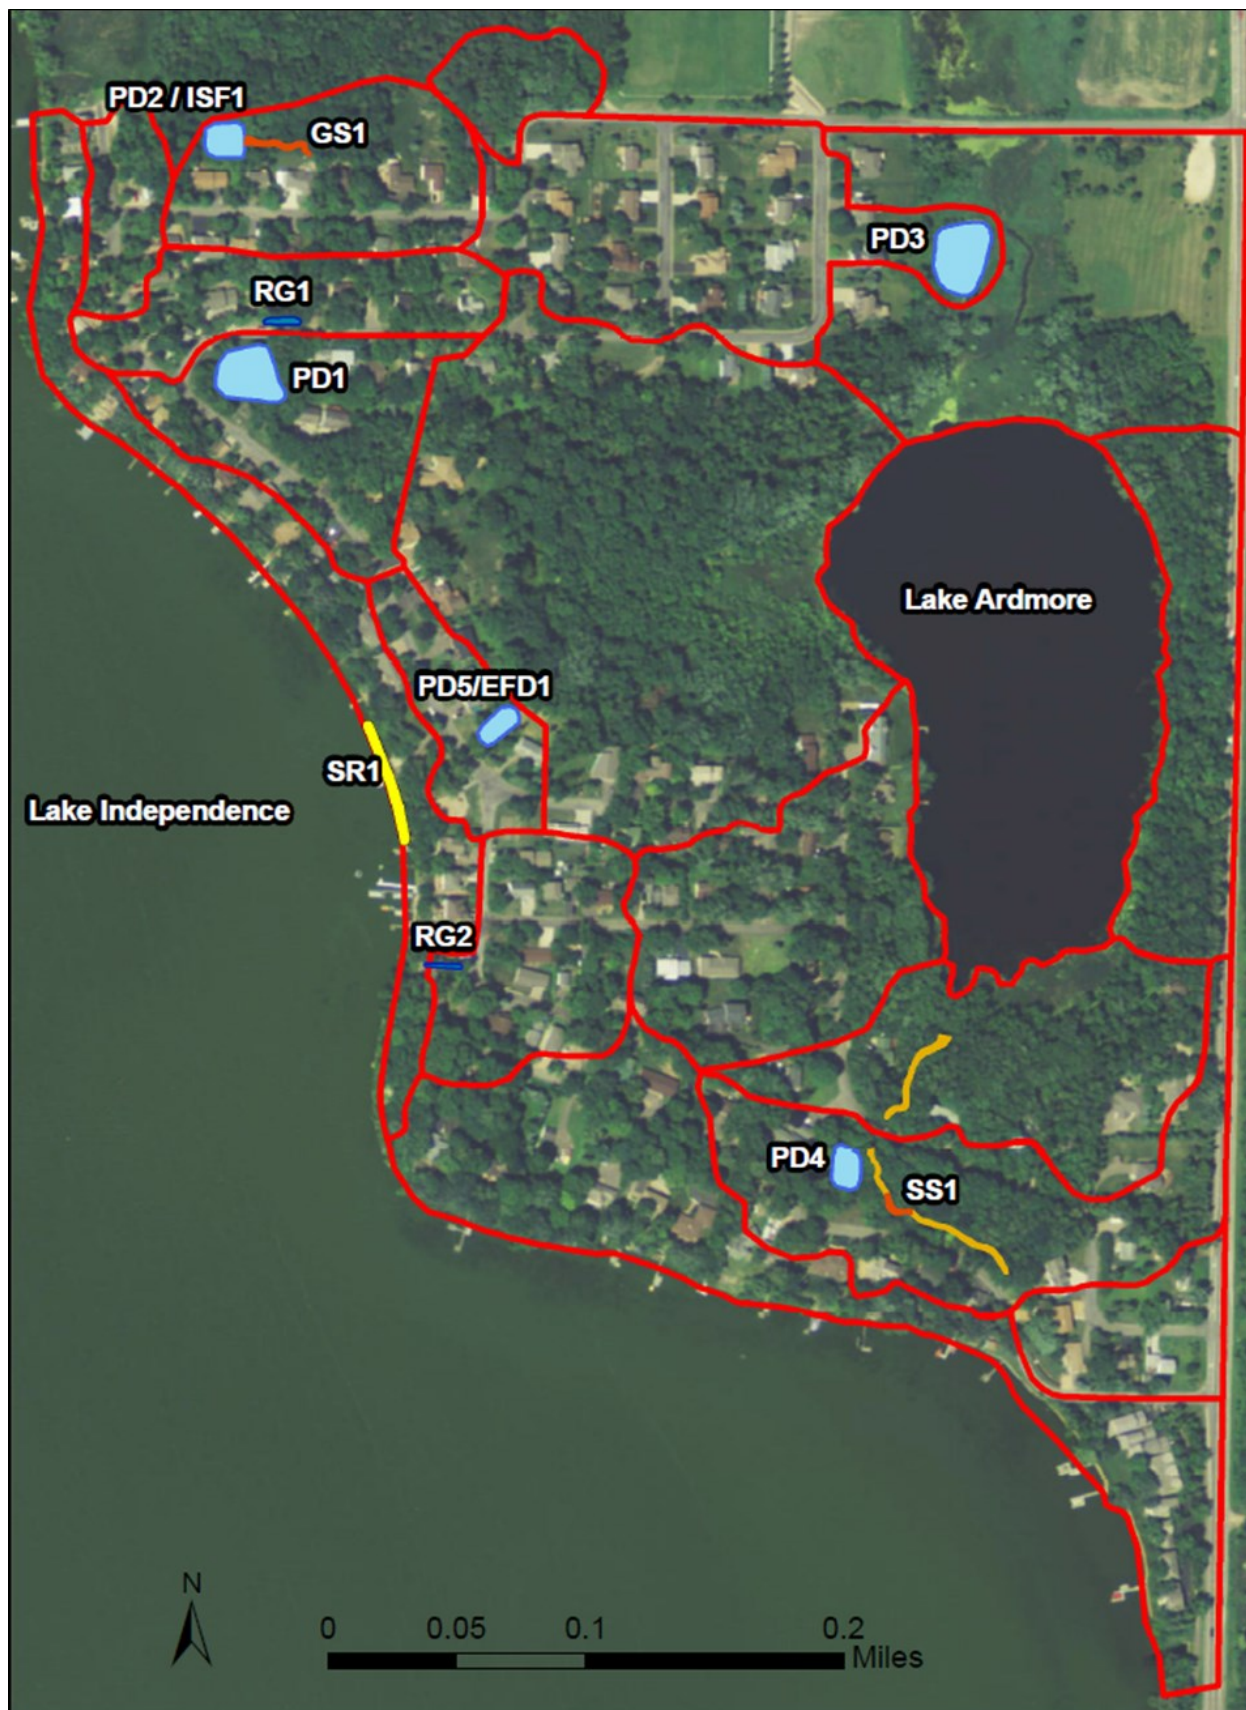 PD2 / ISF1
GS1
PD3
RG1
PD1
Lake Ardmore
PD5/EFD1
SR1
Lake Independence
RG2
PD4
SS1
N
0 0.05 0.1 0.2
Miles